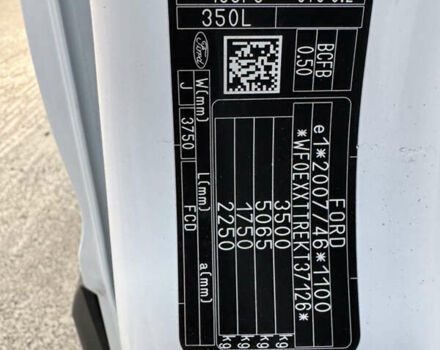 350L
Ford
BCFB
0.50
FORD
e1*2007/46*1100
3500 kg
5065 kg
1750 kg
2250 kg
W(mm) L(mm) a(mm)
J 3750 FCD